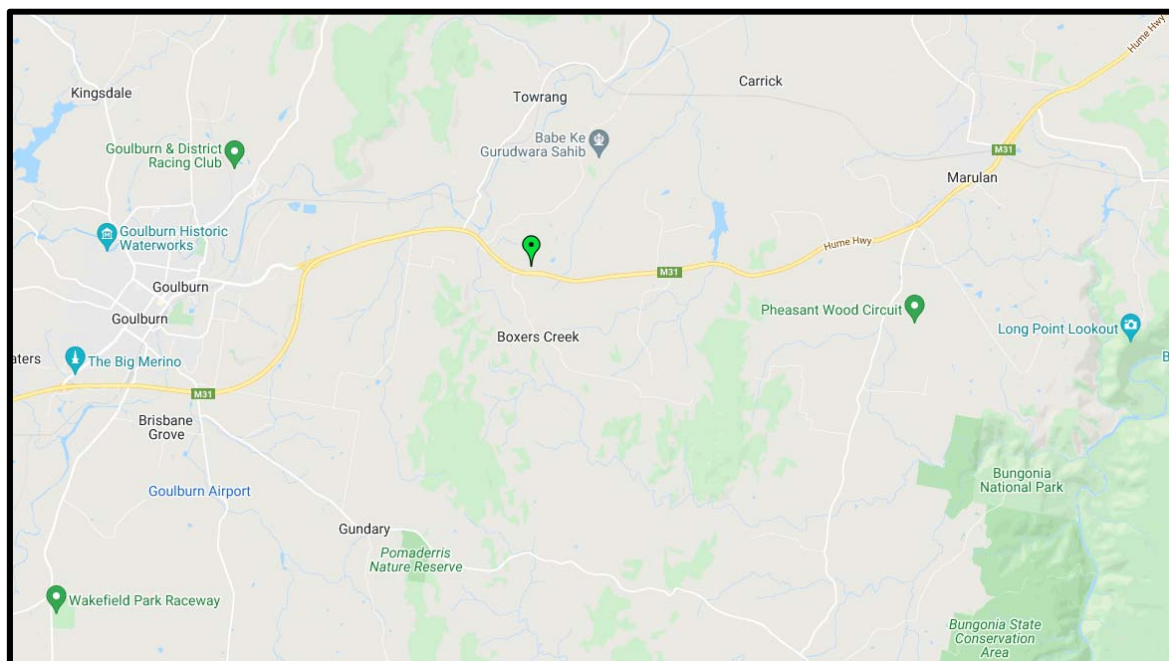 Hume Hwy
Kingsdale
Carrick
Towrang
Goulburn & District
Racing Club
Babe Ke
Gurudwara Sahib
M31
Marulan
Goulburn Historic
Waterworks
Hume Hwy
M31
Goulburn
Pheasant Wood Circuit
Goulburn
Long Point Lookout
Boxers Creek
aters
The Big Merino
B
M31
Brisbane
Grove
Bungonia
National Park
Goulburn Airport
Gundary
Pomaderris
Nature Reserve
Wakefield Park Raceway
Bungonia State
Conservation
Area